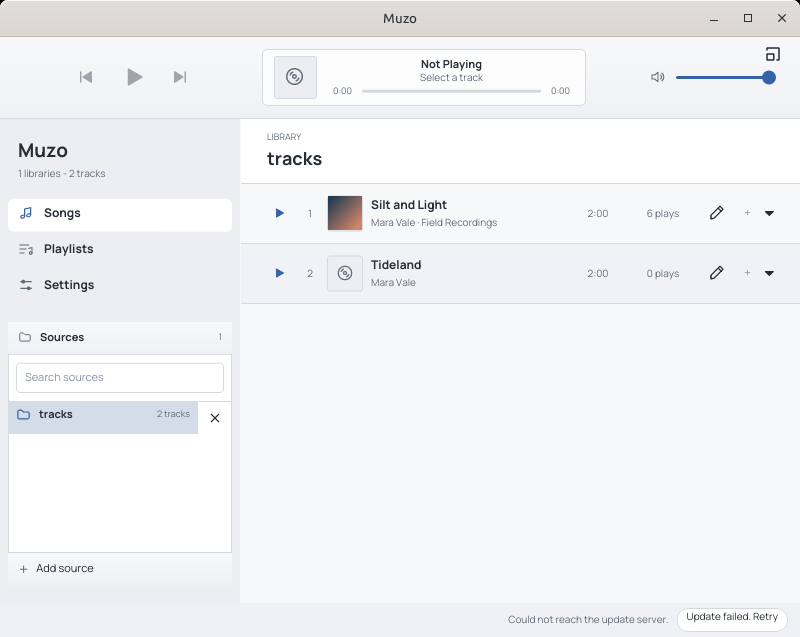 Muzo
Not Playing
Select a track
0:00
0:00
Muzo
1 libraries - 2 tracks
Songs
Playlists
Settings
Sources
1
Search sources
tracks
2 tracks
+ Add source
LIBRARY
tracks
1
Silt and Light
Mara Vale · Field Recordings
2:00
6 plays
+
2
Tideland
Mara Vale
2:00
0 plays
+
Could not reach the update server.
Update failed. Retry